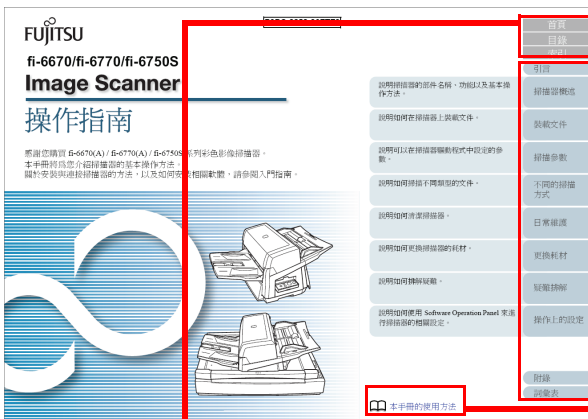 FUJITSU
fi-6670/fi-6770/fi-6750S
Image Scanner
操作指南
感謝您購買 fi-6670(A) / fi-6770(A) / fi-6750S 系列彩色影像掃描器。
本手冊將為您介紹掃描器的基本操作方法。
關於安裝與連接掃描器的方法，以及如何安裝相關軟體，請參閱入門指南。
首頁
目錄
索引
引言
說明掃描器的部件名稱、功能以及基本操
作方法。
掃描器概述
說明如何在掃描器上裝載文件。
裝載文件
說明可以在掃描器驅動程式中設定的參
數。
掃描參數
說明如何掃描不同類型的文件。
不同的掃描
方式
說明如何清潔掃描器。
日常維護
說明如何更換掃描器的耗材。
更換耗材
說明如何排解疑難。
疑難排解
說明如何使用 Software Operation Panel 來進
行掃描器的相關設定。
操作上的設定
附錄
詞彙表
本手冊的使用方法